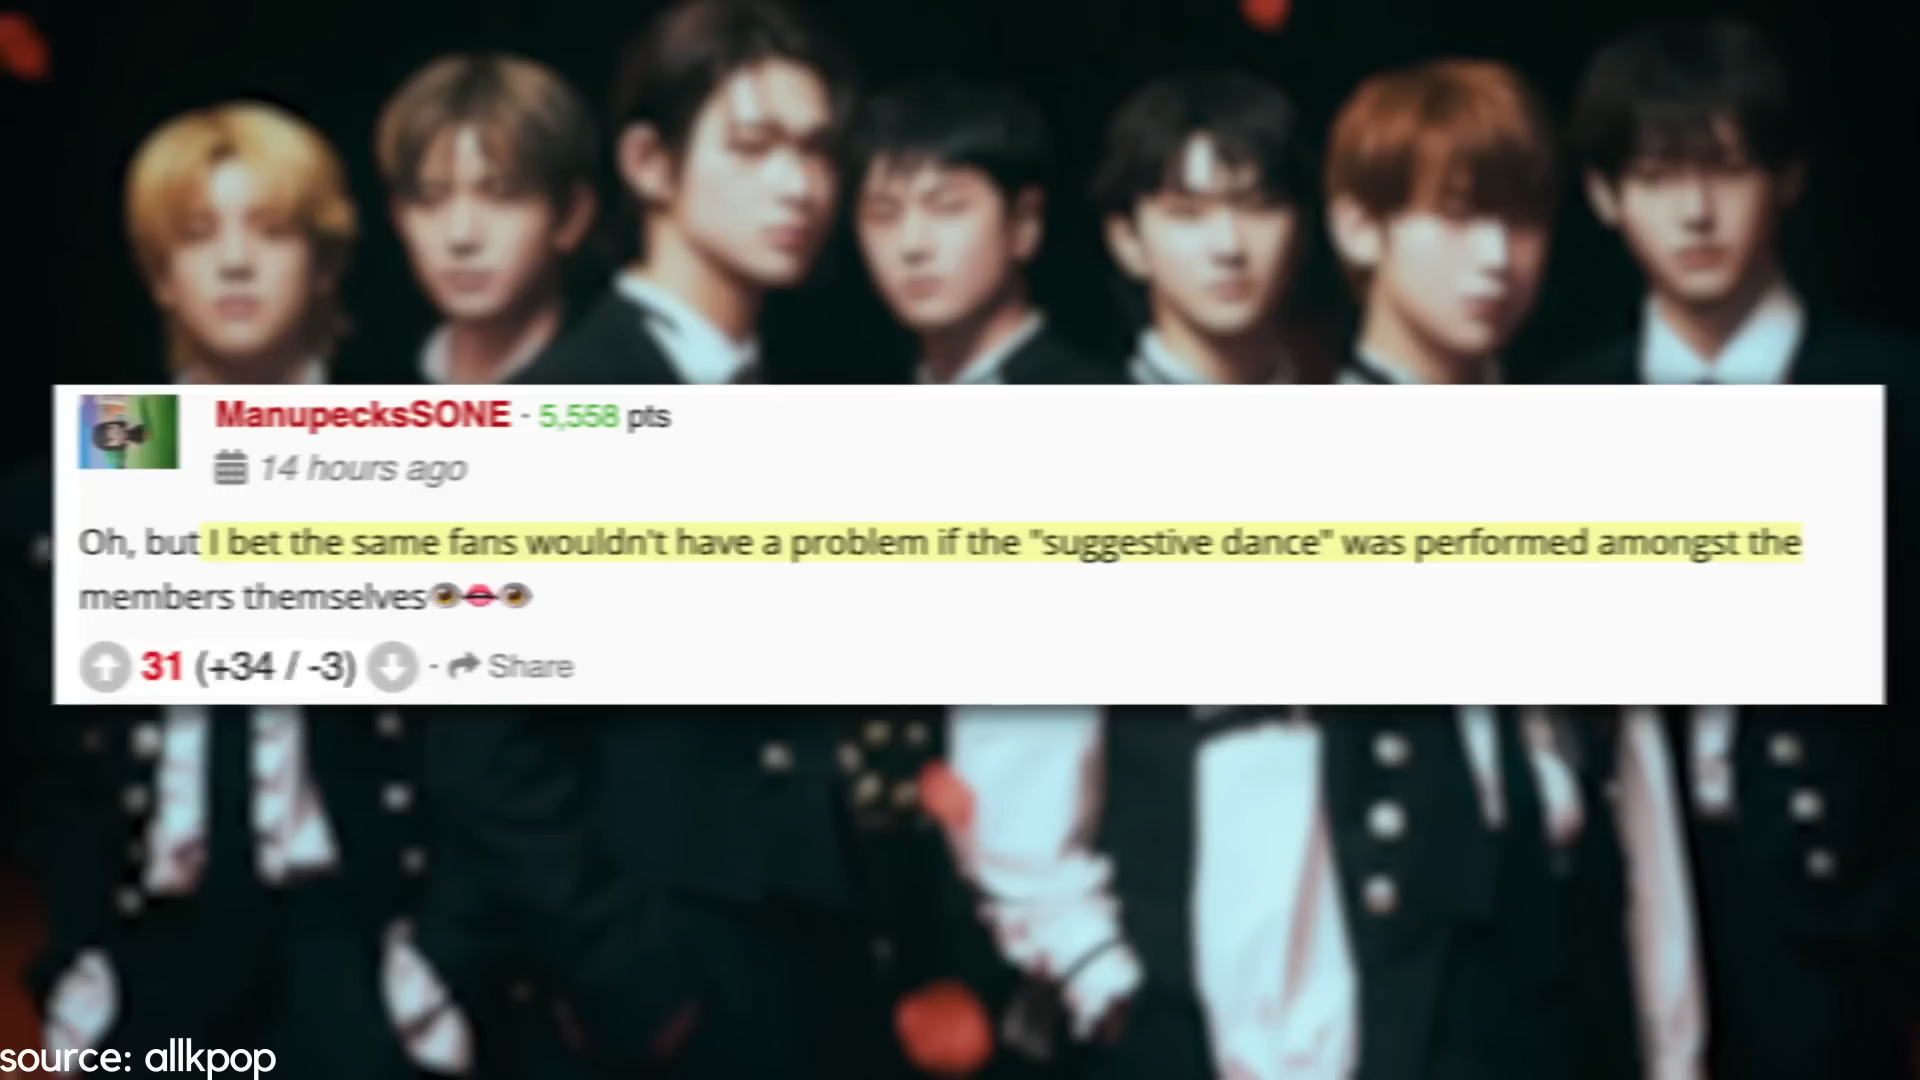 ManupecksSONE - 5,558 pts
14 hours ago
Oh, but I bet the same fans wouldn't have a problem if the "suggestive dance" was performed amongst the
members themselves👁️👄👁️
31 (+34 / -3) - Share
source: allkpop